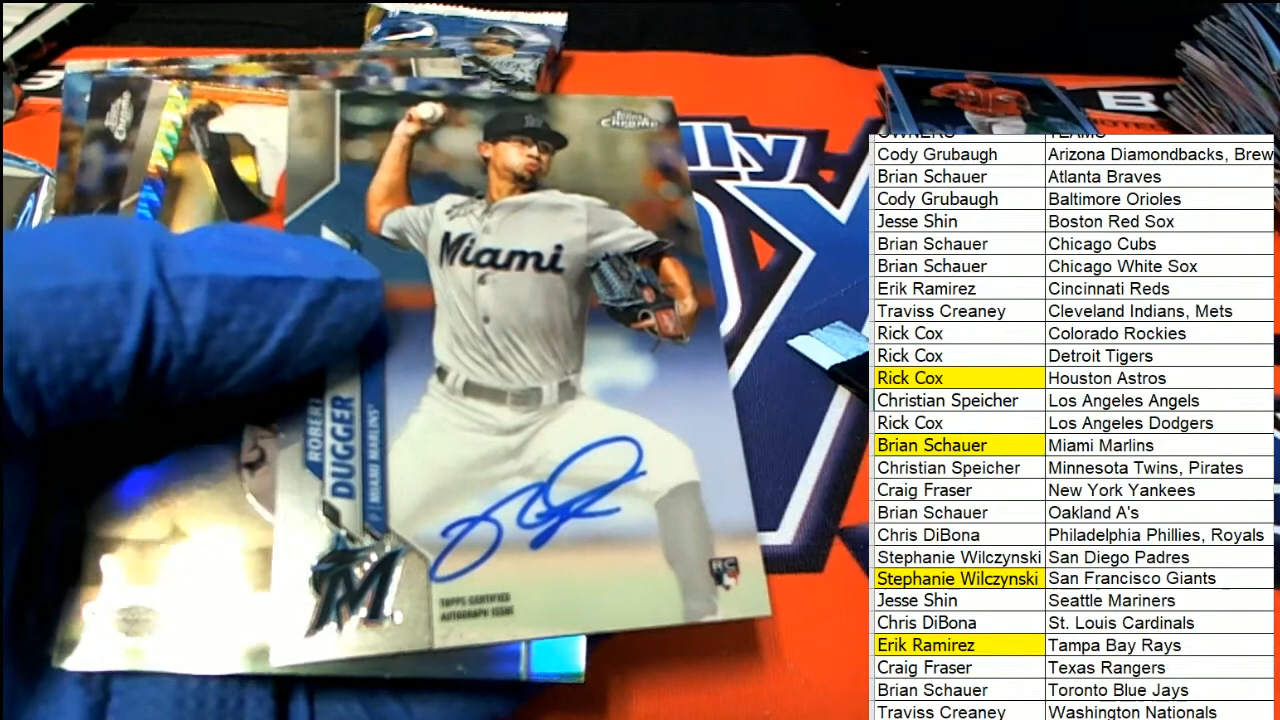 Topps
CHROME
Miami
ROBERT
DUGGER
P | MIAMI MARLINS
M
TOPPS CERTIFIED
AUTOGRAPH ISSUE
RC
lly
B
OWNERS TEAMS
Cody Grubaugh Arizona Diamondbacks, Brew
Brian Schauer Atlanta Braves
Cody Grubaugh Baltimore Orioles
Jesse Shin Boston Red Sox
Brian Schauer Chicago Cubs
Brian Schauer Chicago White Sox
Erik Ramirez Cincinnati Reds
Traviss Creaney Cleveland Indians, Mets
Rick Cox Colorado Rockies
Rick Cox Detroit Tigers
Rick Cox Houston Astros
Christian Speicher Los Angeles Angels
Rick Cox Los Angeles Dodgers
Brian Schauer Miami Marlins
Christian Speicher Minnesota Twins, Pirates
Craig Fraser New York Yankees
Brian Schauer Oakland A's
Chris DiBona Philadelphia Phillies, Royals
Stephanie Wilczynski San Diego Padres
Stephanie Wilczynski San Francisco Giants
Jesse Shin Seattle Mariners
Chris DiBona St. Louis Cardinals
Erik Ramirez Tampa Bay Rays
Craig Fraser Texas Rangers
Brian Schauer Toronto Blue Jays
Traviss Creaney Washington Nationals